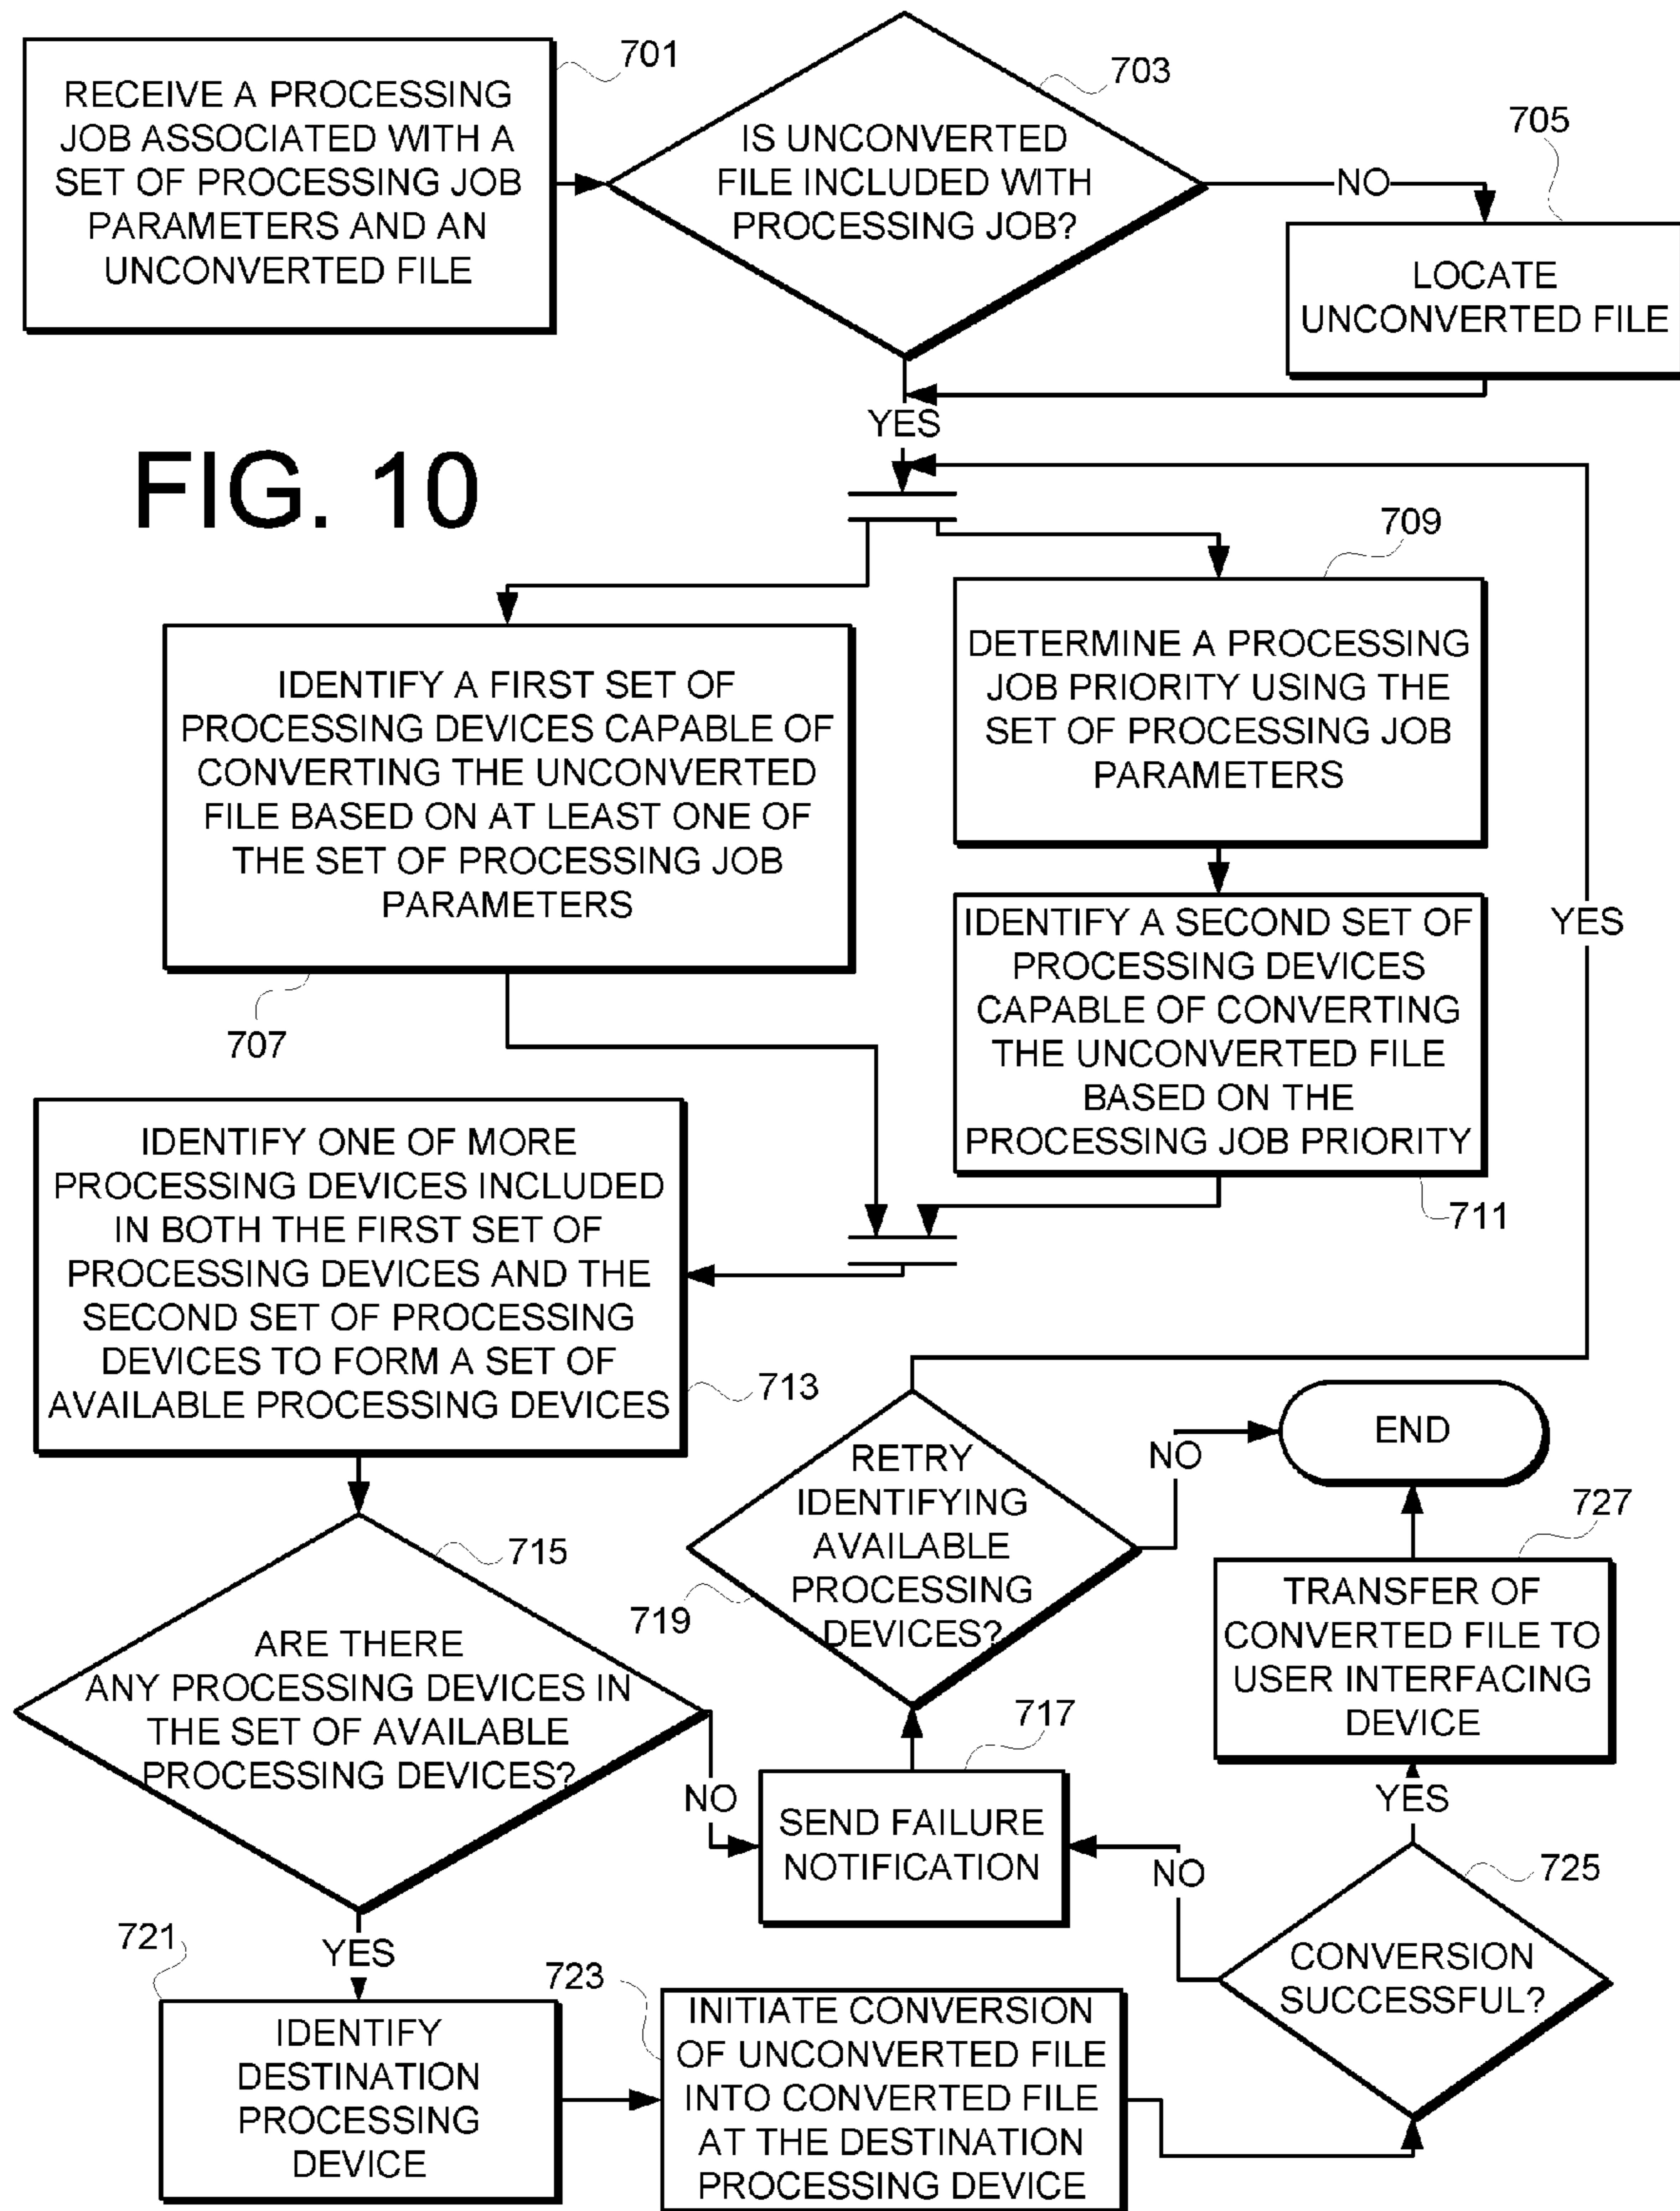 701
RECEIVE A PROCESSING
JOB ASSOCIATED WITH A
SET OF PROCESSING JOB
PARAMETERS AND AN
UNCONVERTED FILE
703
IS UNCONVERTED
FILE INCLUDED WITH
PROCESSING JOB?
NO
705
LOCATE
UNCONVERTED FILE
YES
FIG. 10
709
DETERMINE A PROCESSING
JOB PRIORITY USING THE
SET OF PROCESSING JOB
PARAMETERS
IDENTIFY A FIRST SET OF
PROCESSING DEVICES CAPABLE OF
CONVERTING THE UNCONVERTED
FILE BASED ON AT LEAST ONE OF
THE SET OF PROCESSING JOB
PARAMETERS
707
IDENTIFY A SECOND SET OF
PROCESSING DEVICES
CAPABLE OF CONVERTING
THE UNCONVERTED FILE
BASED ON THE
PROCESSING JOB PRIORITY
711
YES
IDENTIFY ONE OF MORE
PROCESSING DEVICES INCLUDED
IN BOTH THE FIRST SET OF
PROCESSING DEVICES AND THE
SECOND SET OF PROCESSING
DEVICES TO FORM A SET OF
AVAILABLE PROCESSING DEVICES
713
RETRY
IDENTIFYING
AVAILABLE
PROCESSING
DEVICES?
719
NO
END
727
TRANSFER OF
CONVERTED FILE TO
USER INTERFACING
DEVICE
715
ARE THERE
ANY PROCESSING DEVICES IN
THE SET OF AVAILABLE
PROCESSING DEVICES?
NO
717
SEND FAILURE
NOTIFICATION
YES
NO
725
CONVERSION
SUCCESSFUL?
YES
721
IDENTIFY
DESTINATION
PROCESSING
DEVICE
723
INITIATE CONVERSION
OF UNCONVERTED FILE
INTO CONVERTED FILE
AT THE DESTINATION
PROCESSING DEVICE